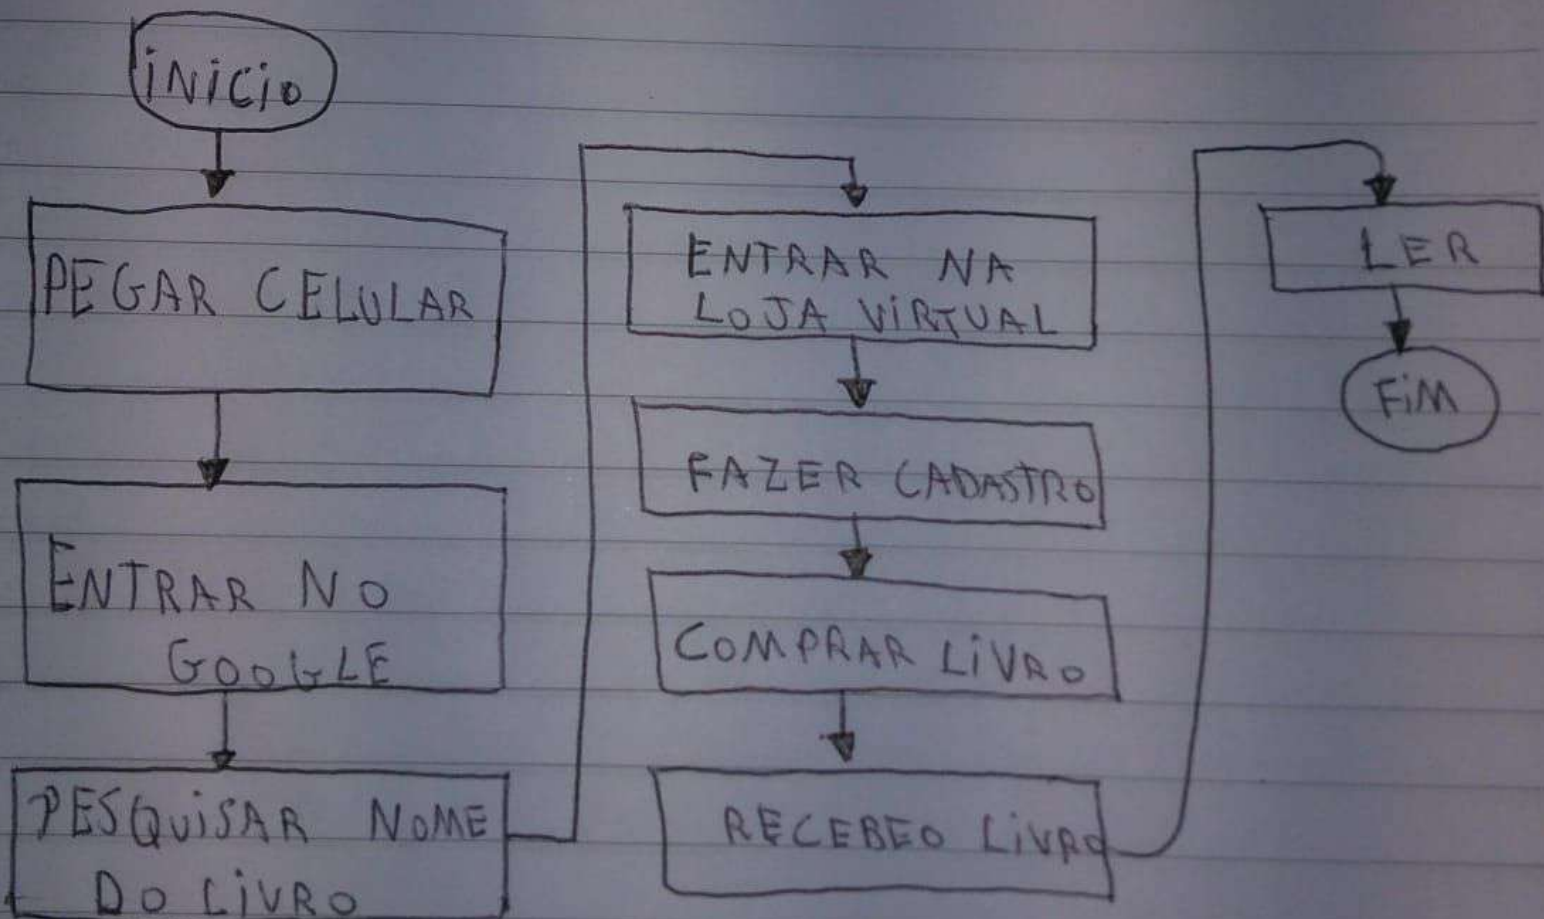 iNiCiO
PEGAR CELULAR
ENTRAR NO
GOOGLE
PESQUiSAR NOME
DO LiVRO
ENTRAR NA
LOJA ViRTUAL
FAZER CADASTRO
COMPRAR LiVRO
RECEBEO LiVRO
LER
FiM